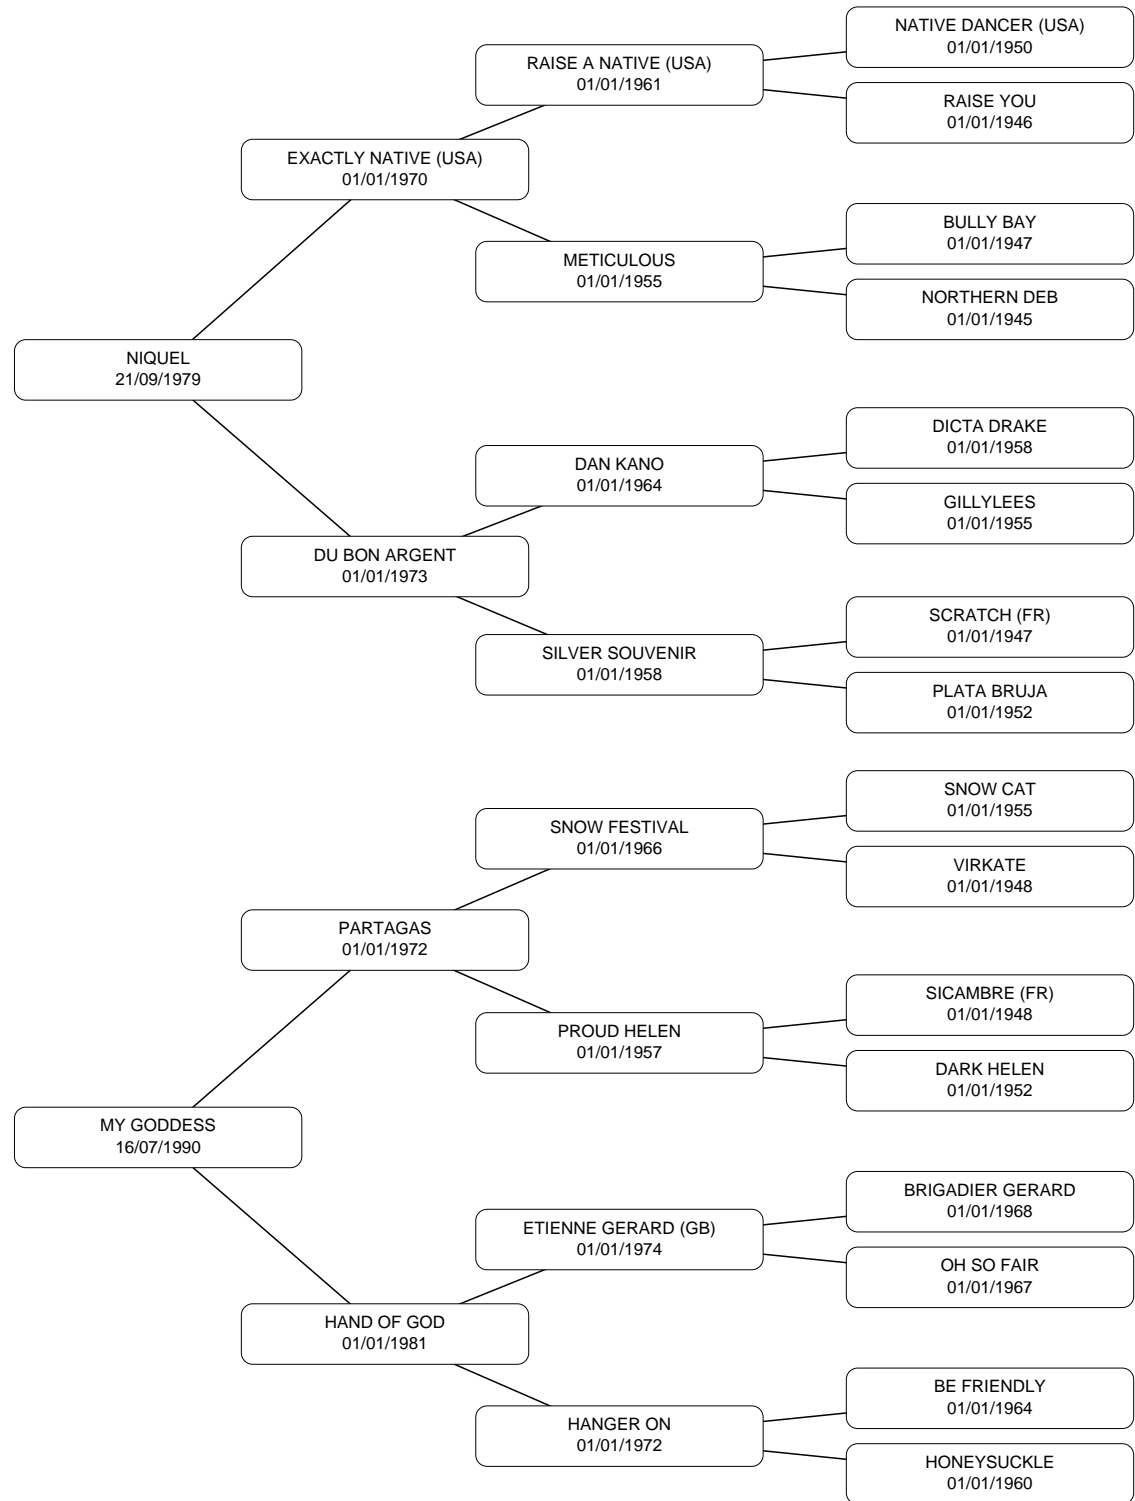 NATIVE DANCER (USA)
01/01/1950
RAISE A NATIVE (USA)
01/01/1961
RAISE YOU
01/01/1946
EXACTLY NATIVE (USA)
01/01/1970
BULLY BAY
01/01/1947
METICULOUS
01/01/1955
NORTHERN DEB
01/01/1945
NIQUEL
21/09/1979
DICTA DRAKE
01/01/1958
DAN KANO
01/01/1964
GILLYLEES
01/01/1955
DU BON ARGENT
01/01/1973
SCRATCH (FR)
01/01/1947
SILVER SOUVENIR
01/01/1958
PLATA BRUJA
01/01/1952
SNOW CAT
01/01/1955
SNOW FESTIVAL
01/01/1966
VIRKATE
01/01/1948
PARTAGAS
01/01/1972
SICAMBRE (FR)
01/01/1948
PROUD HELEN
01/01/1957
DARK HELEN
01/01/1952
MY GODDESS
16/07/1990
BRIGADIER GERARD
01/01/1968
ETIENNE GERARD (GB)
01/01/1974
OH SO FAIR
01/01/1967
HAND OF GOD
01/01/1981
BE FRIENDLY
01/01/1964
HANGER ON
01/01/1972
HONEYSUCKLE
01/01/1960